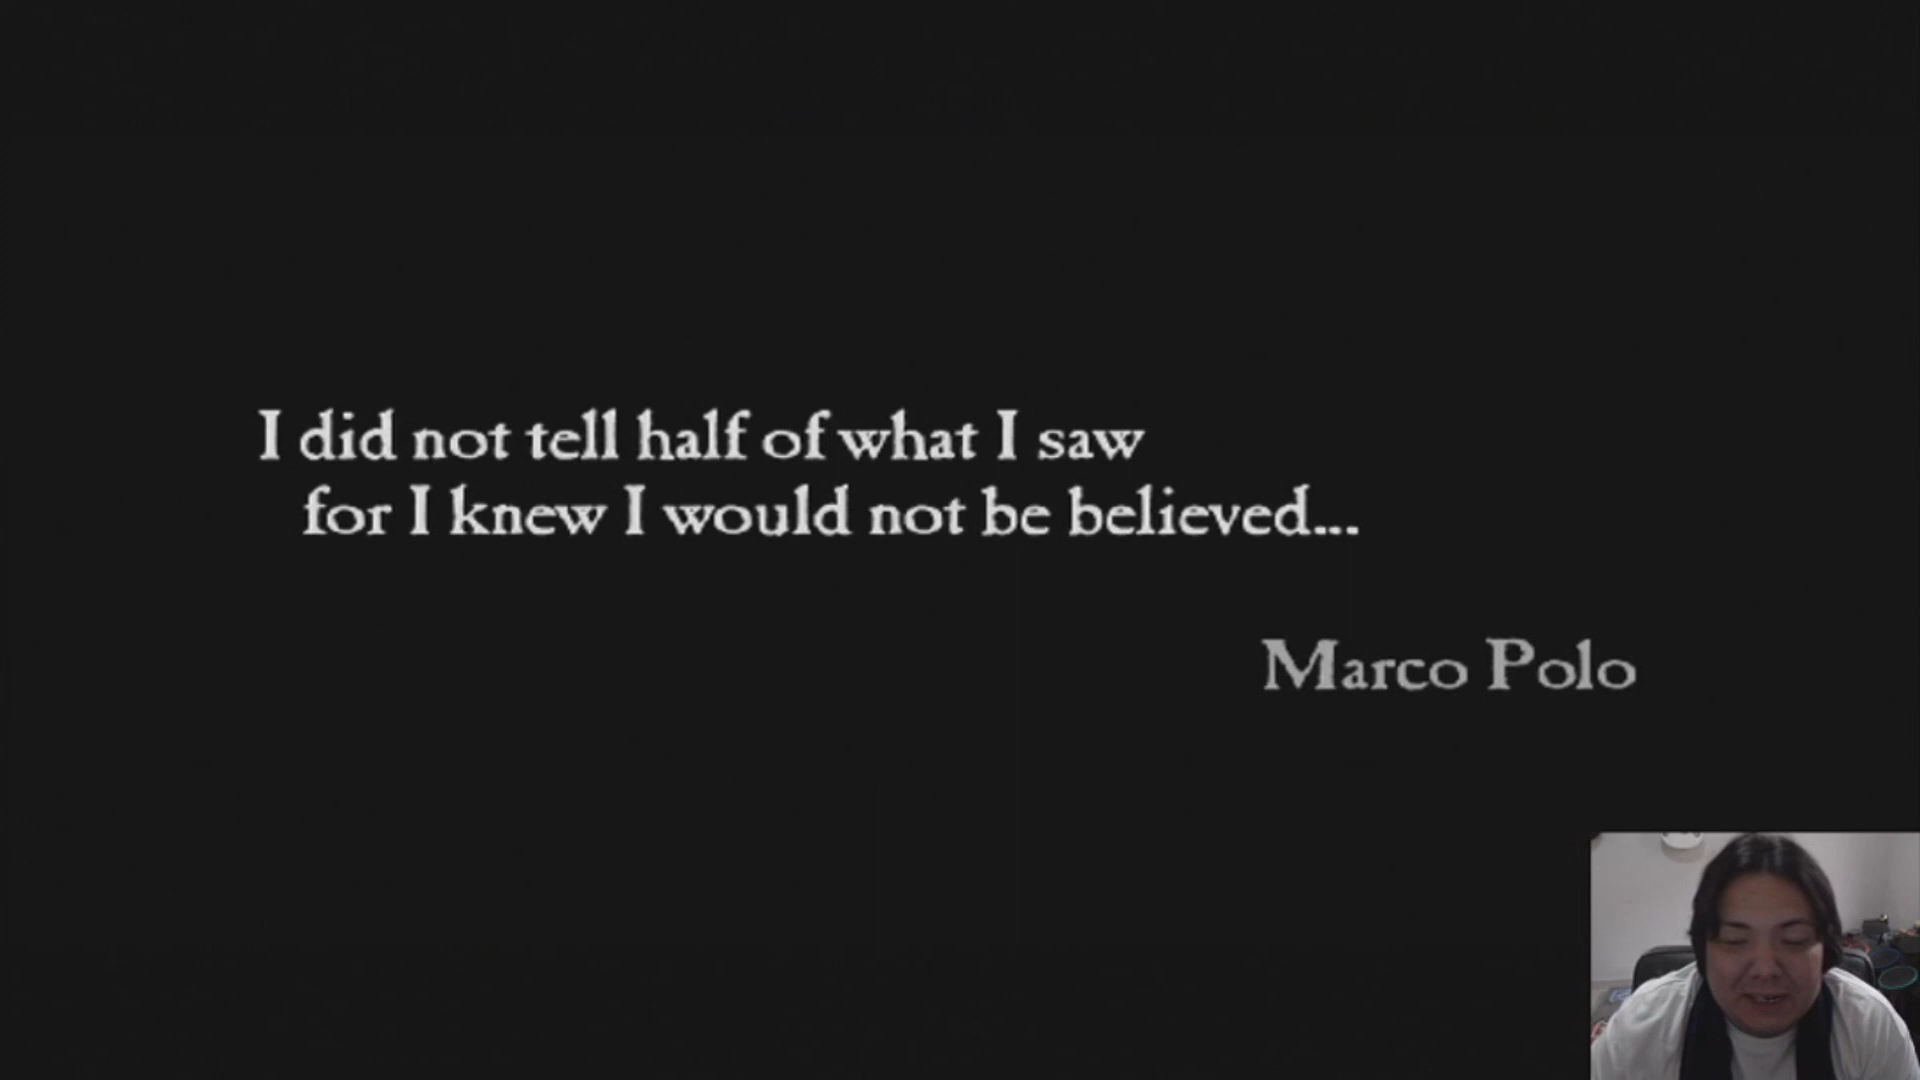 I did not tell half of what I saw
for I knew I would not be believed...
Marco Polo